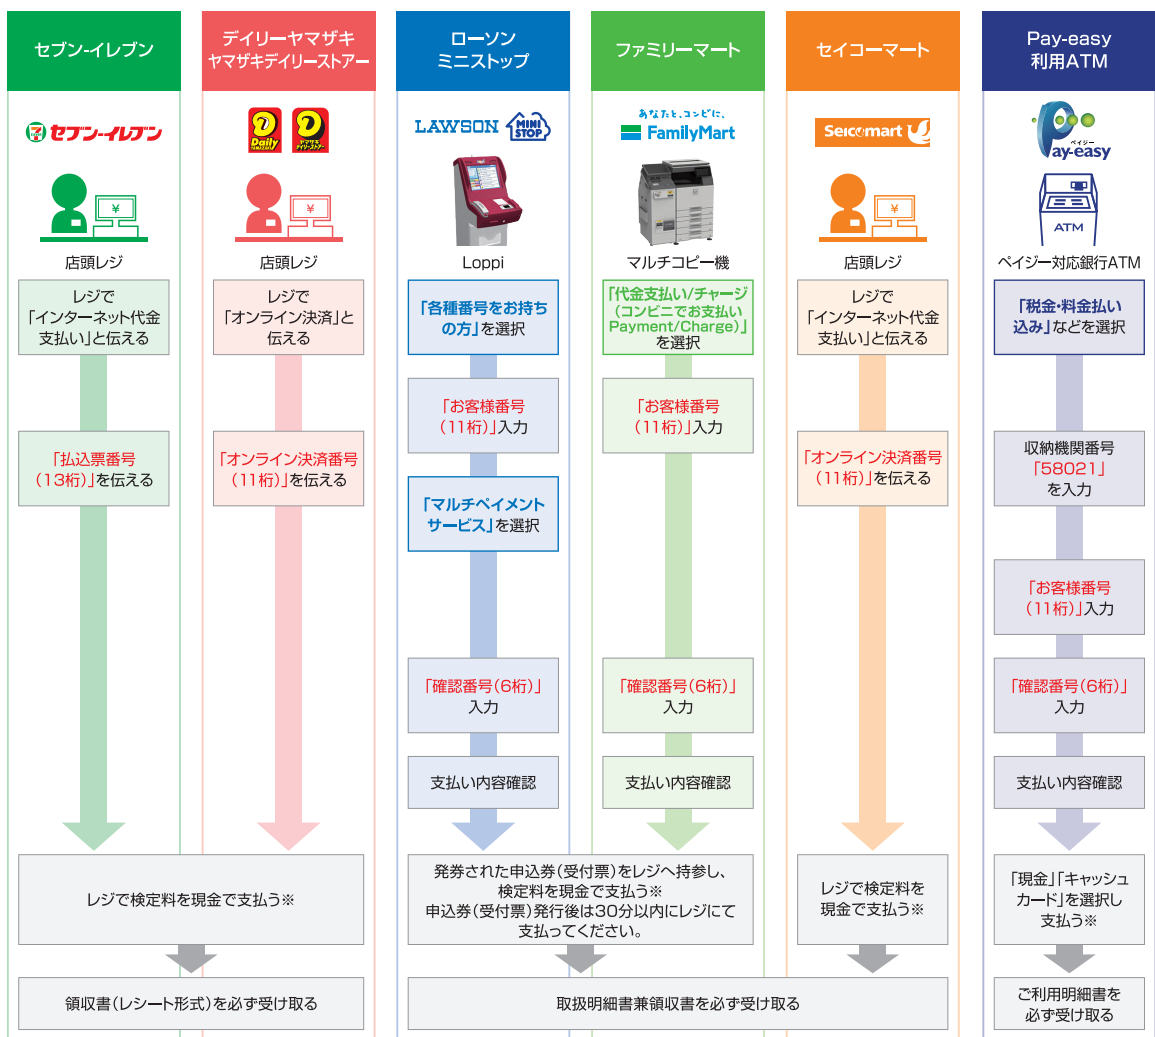 セブン-イレブン
デイリーヤマザキ
ヤマザキデイリーストアー
ローソン
ミニストップ
ファミリーマート
セイコーマート
Pay-easy
利用ATM
セブン-イレブン
Daily
YAMAZAKI
ヤマザキ
デイリーストアー
LAWSON
MINI
STOP
あなたと、コンビに、
FamilyMart
Seicomart
ペイジー
Pay-easy
¥
¥
¥
ATM
店頭レジ
店頭レジ
Loppi
マルチコピー機
店頭レジ
ペイジー対応銀行ATM
レジで
「インターネット代金
支払い」と伝える
レジで
「オンライン決済」と
伝える
「各種番号をお持ち
の方」を選択
「代金支払い/チャージ
(コンビニでお支払い
Payment/Charge)」
を選択
レジで
「インターネット代金
支払い」と伝える
「税金・料金払い
込み」などを選択
「お客様番号
(11桁)」入力
「お客様番号
(11桁)」入力
「払込票番号
(13桁)」を伝える
「オンライン決済番号
(11桁)」を伝える
「マルチペイメント
サービス」を選択
「オンライン決済番号
(11桁)」を伝える
収納機関番号
「58021」
を入力
「お客様番号
(11桁)」入力
「確認番号(6桁)」
入力
「確認番号(6桁)」
入力
「確認番号(6桁)」
入力
支払い内容確認
支払い内容確認
支払い内容確認
レジで検定料を現金で支払う※
発券された申込券(受付票)をレジへ持参し、
検定料を現金で支払う※
申込券(受付票)発行後は30分以内にレジにて
支払ってください。
レジで検定料を
現金で支払う※
「現金」「キャッシュ
カード」を選択し
支払う※
領収書(レシート形式)を必ず受け取る
取扱明細書兼領収書を必ず受け取る
ご利用明細書を
必ず受け取る